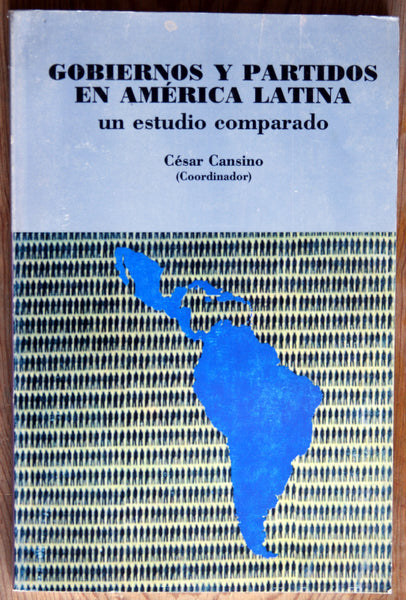 GOBIERNOS Y PARTIDOS
EN AMÉRICA LATINA
un estudio comparado
César Cansino
(Coordinador)